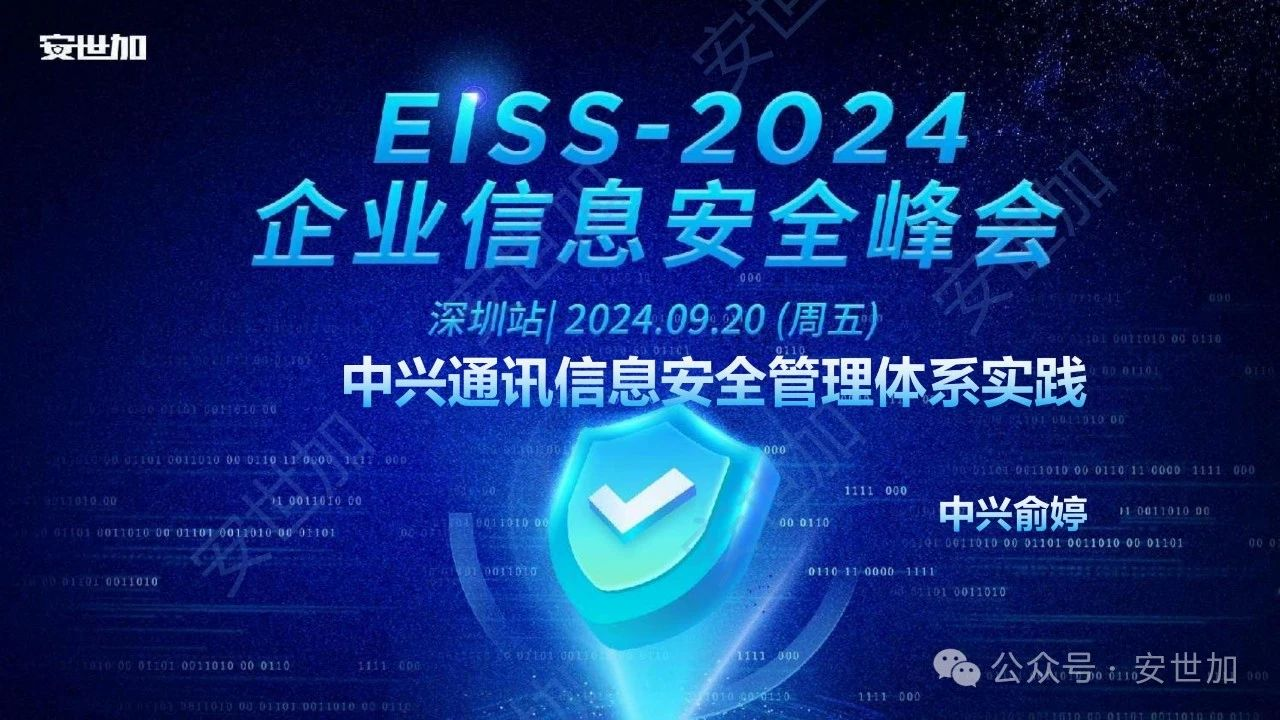 安世加
EISS-2024
企业信息安全峰会
深圳站| 2024.09.20 (周五)
中兴通讯信息安全管理体系实践
中兴俞婷
公众号 · 安世加